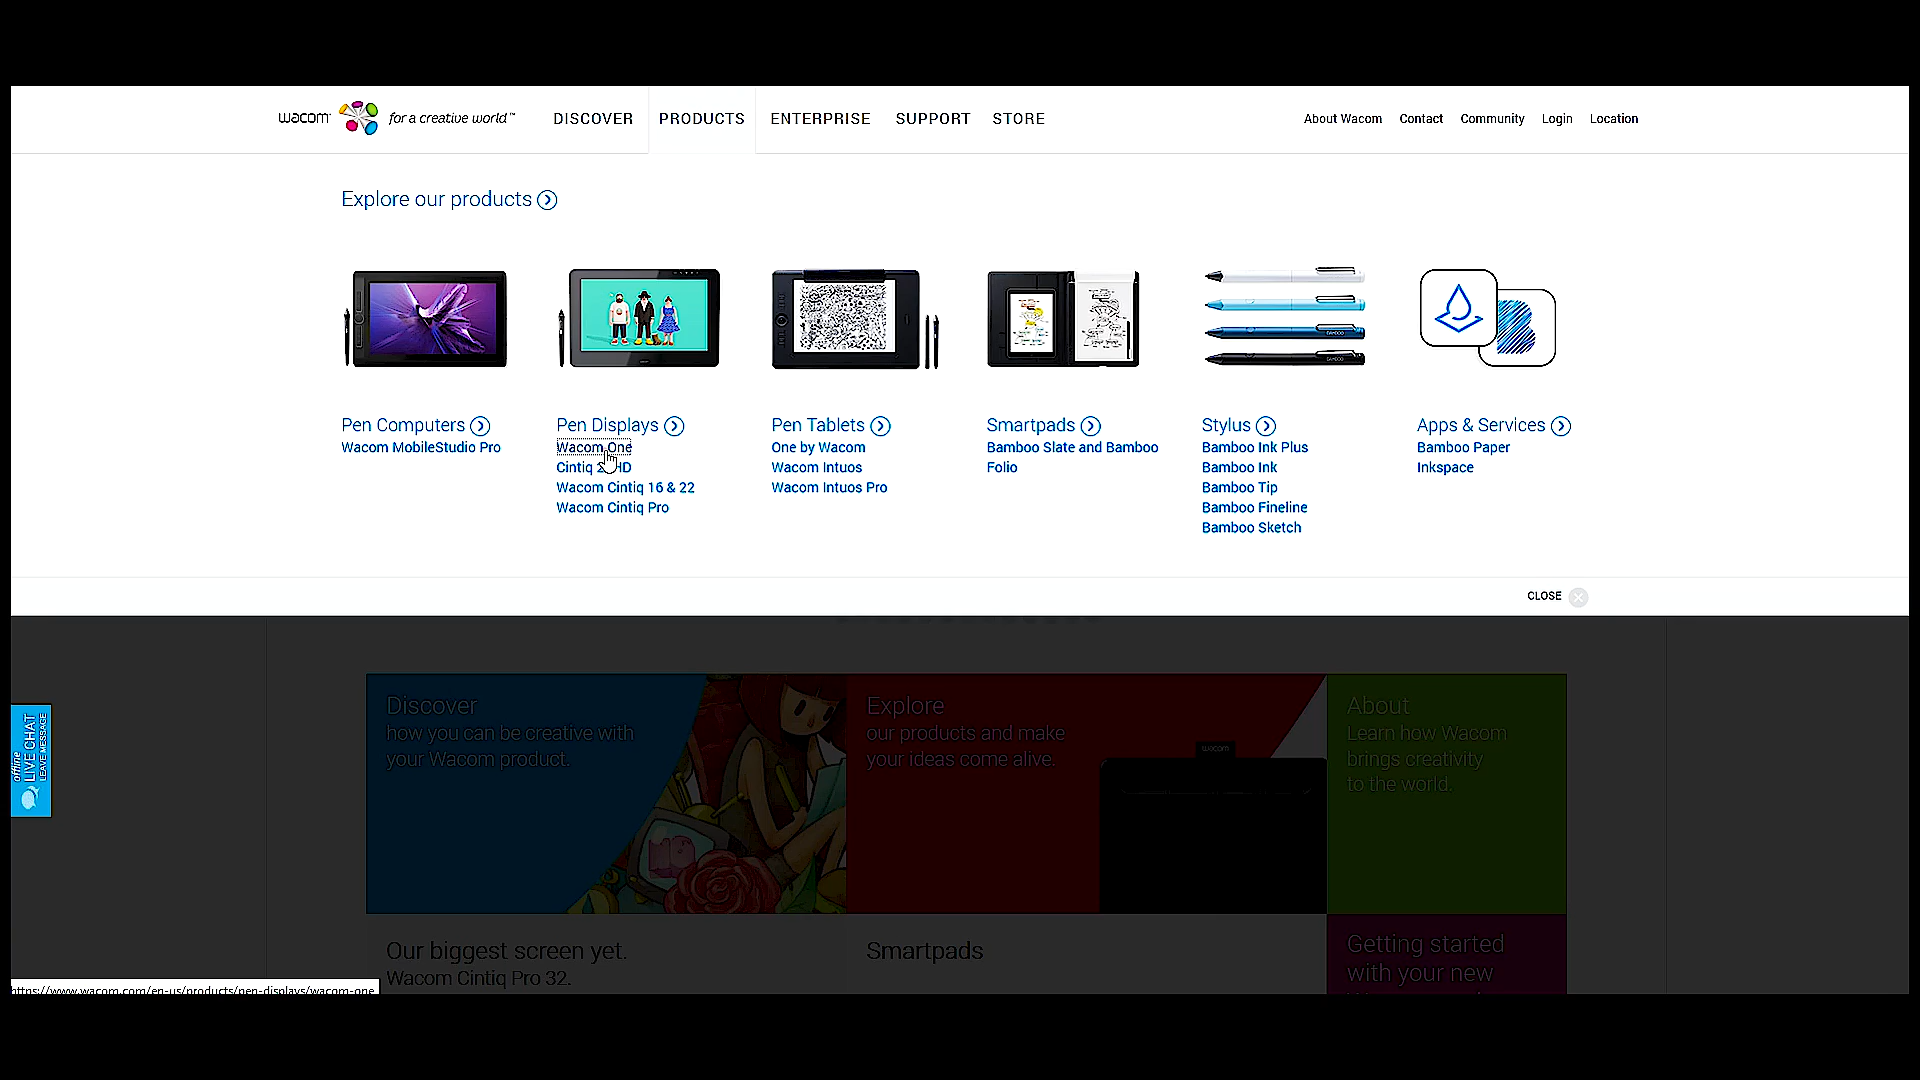 wacom for a creative world™ DISCOVER PRODUCTS ENTERPRISE SUPPORT STORE About Wacom Contact Community Login Location
Explore our products
Pen Computers
Wacom MobileStudio Pro
Pen Displays
Wacom One
Cintiq HD
Wacom Cintiq 16 & 22
Wacom Cintiq Pro
Pen Tablets
One by Wacom
Wacom Intuos
Wacom Intuos Pro
Smartpads
Bamboo Slate and Bamboo
Folio
Stylus
Bamboo Ink Plus
Bamboo Ink
Bamboo Tip
Bamboo Fineline
Bamboo Sketch
Apps & Services
Bamboo Paper
Inkspace
CLOSE
offline
LIVE CHAT
LEAVE MESSAGE
Discover
how you can be creative with
your Wacom product.
Explore
our products and make
your ideas come alive.
wacom
About
Learn how Wacom
brings creativity
to the world.
Our biggest screen yet.
Wacom Cintiq Pro 32.
Smartpads
Getting started
with your new
https://www.wacom.com/en-us/products/pen-displays/wacom-one